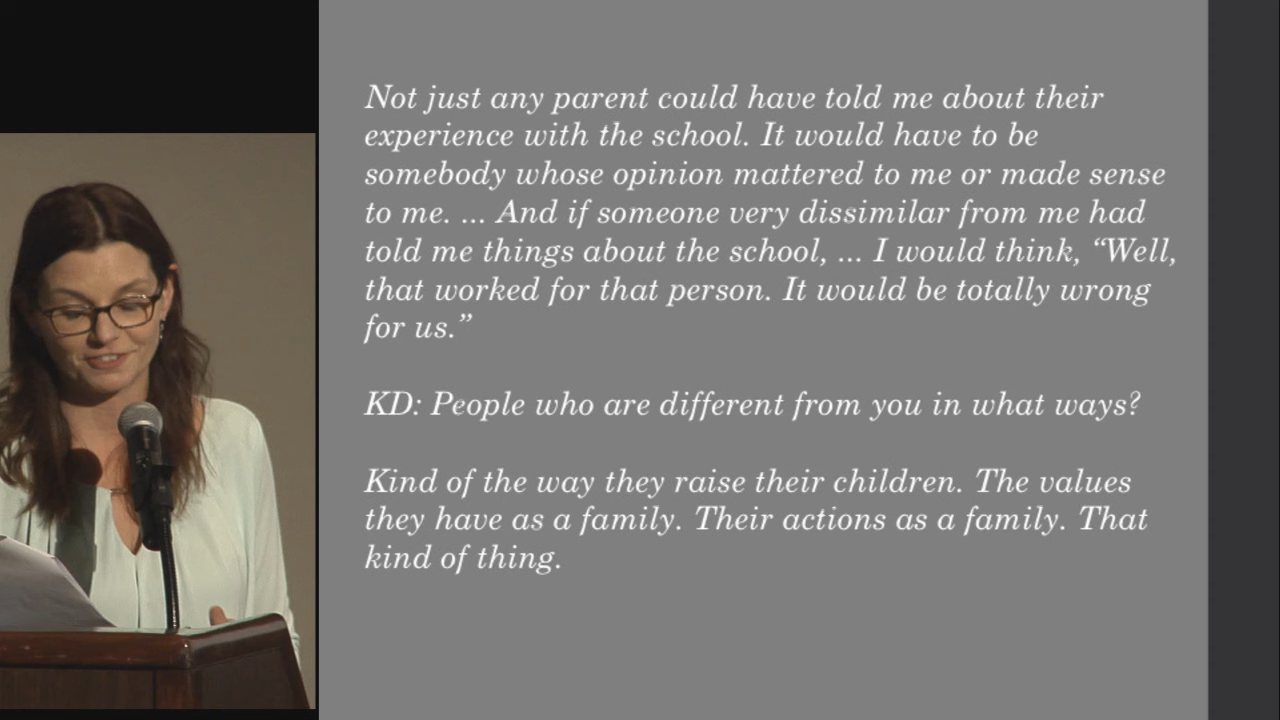 Not just any parent could have told me about their
experience with the school. It would have to be
somebody whose opinion mattered to me or made sense
to me. ... And if someone very dissimilar from me had
told me things about the school, ... I would think, “Well,
that worked for that person. It would be totally wrong
for us.”
KD: People who are different from you in what ways?
Kind of the way they raise their children. The values
they have as a family. Their actions as a family. That
kind of thing.